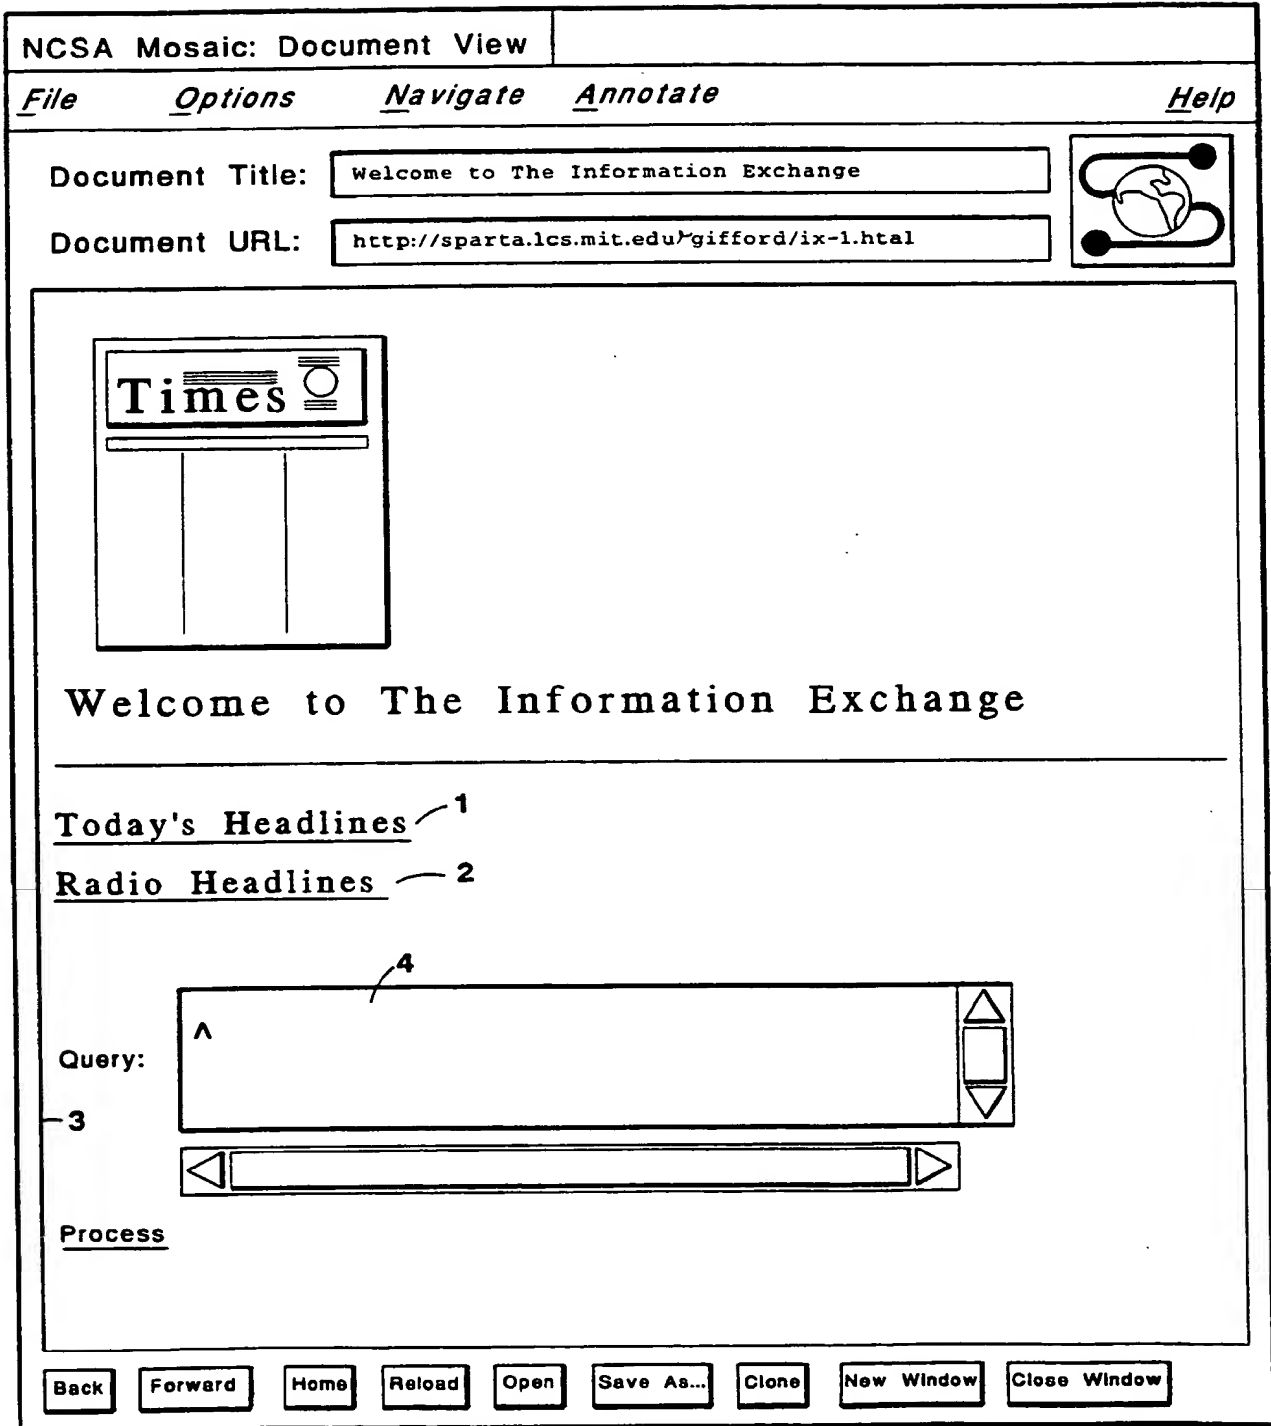 NCSA Mosaic: Document View
File Options Navigate Annotate Help
Document Title: Welcome to The Information Exchange
Document URL: http://sparta.lcs.mit.edu/~gifford/ix-1.htal
Times
Welcome to The Information Exchange
Today's Headlines 1
Radio Headlines 2
4
^
Query:
3
Process
Back Forward Home Reload Open Save As... Clone New Window Close Window